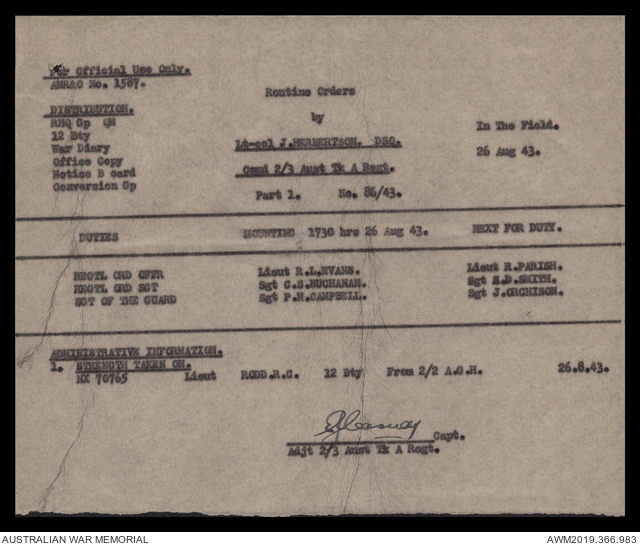 For Official Use Only.
ANRAO No. 1587.
Routine Orders
DISTRIBUTION.
by
RHQ Gp QM
In The Field.
12 Bty
Lt-col J.HERBERTSON. DSO.
War Diary
26 Aug 43.
Office Copy
Comd 2/3 Aust Tk A Regt.
Notice B card
Conversion Gp
Part 1. No. 86/43.
DUTIES MOUNTING 1730 hrs 26 Aug 43. NEXT FOR DUTY.
REGTL ORD OFFR Lieut R.L.EVANS. Lieut R.PARISH.
REGTL ORD SGT Sgt C.S.BUCHANAN. Sgt E.D.SMITH.
SGT OF THE GUARD Sgt P.H.CAMPBELL. Sgt J.ORCHISON.
ADMINISTRATIVE INFORMATION.
1. STRENGTH TAKEN ON.
NX 70765 Lieut RODD.R.C. 12 Bty From 2/2 A.G.H. 26.8.43.
Capt.
Adjt 2/3 Aust Tk A Regt.
AUSTRALIAN WAR MEMORIAL AWM2019.366.983